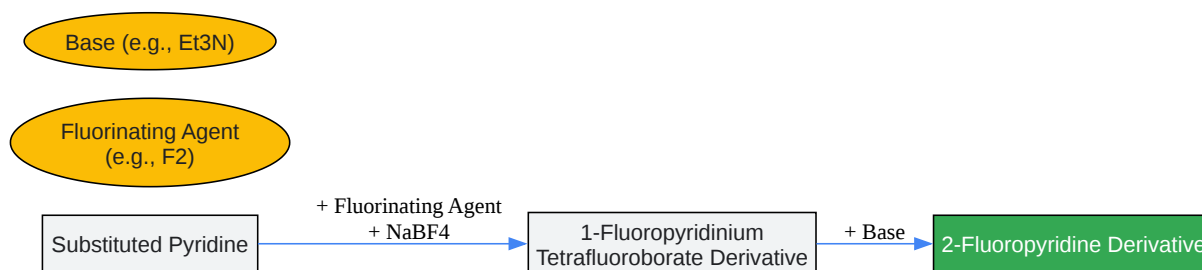 Base (e.g., Et3N)
Fluorinating Agent
(e.g., F2)
+ Fluorinating Agent
+ NaBF4
Substituted Pyridine
1-Fluoropyridinium
Tetrafluoroborate Derivative
+ Base
2-Fluoropyridine Derivative